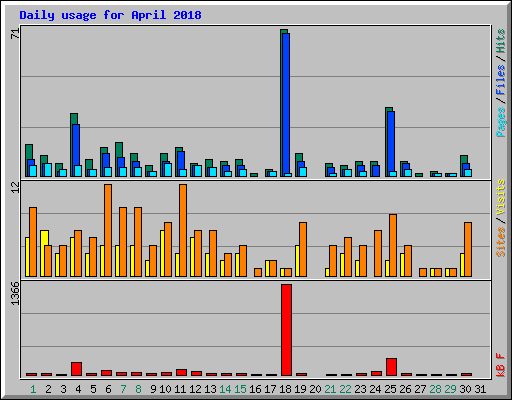 Daily usage for April 2018
71
Pages / Files / Hits
12
Sites / Visits
1366
kB F
1 2 3 4 5 6 7 8 9 10 11 12 13 14 15 16 17 18 19 20 21 22 23 24 25 26 27 28 29 30 31